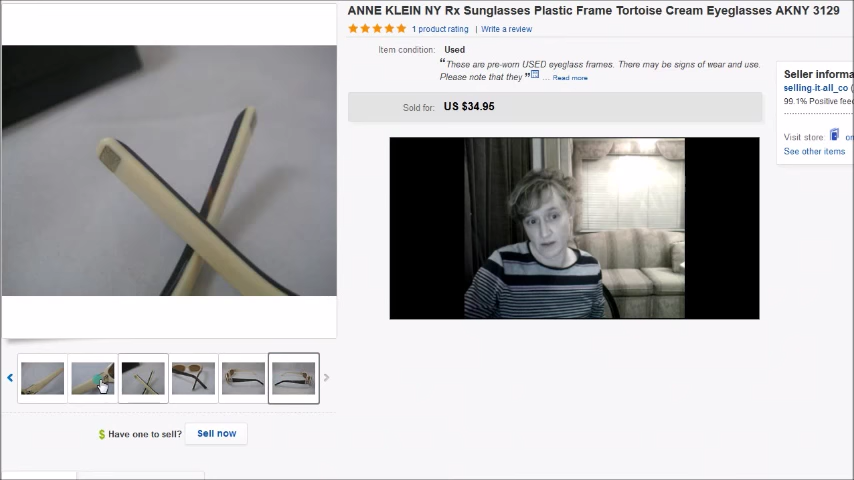 ANNE KLEIN NY Rx Sunglasses Plastic Frame Tortoise Cream Eyeglasses AKNY 3129
1 product rating | Write a review
Item condition: Used
“These are pre-worn USED eyeglass frames. There may be signs of wear and use.
Please note that they ” ... Read more
Seller informa
selling-it-all_co (
99.1% Positive fee
Sold for: US $34.95
Visit store
See other items
$ Have one to sell? Sell now